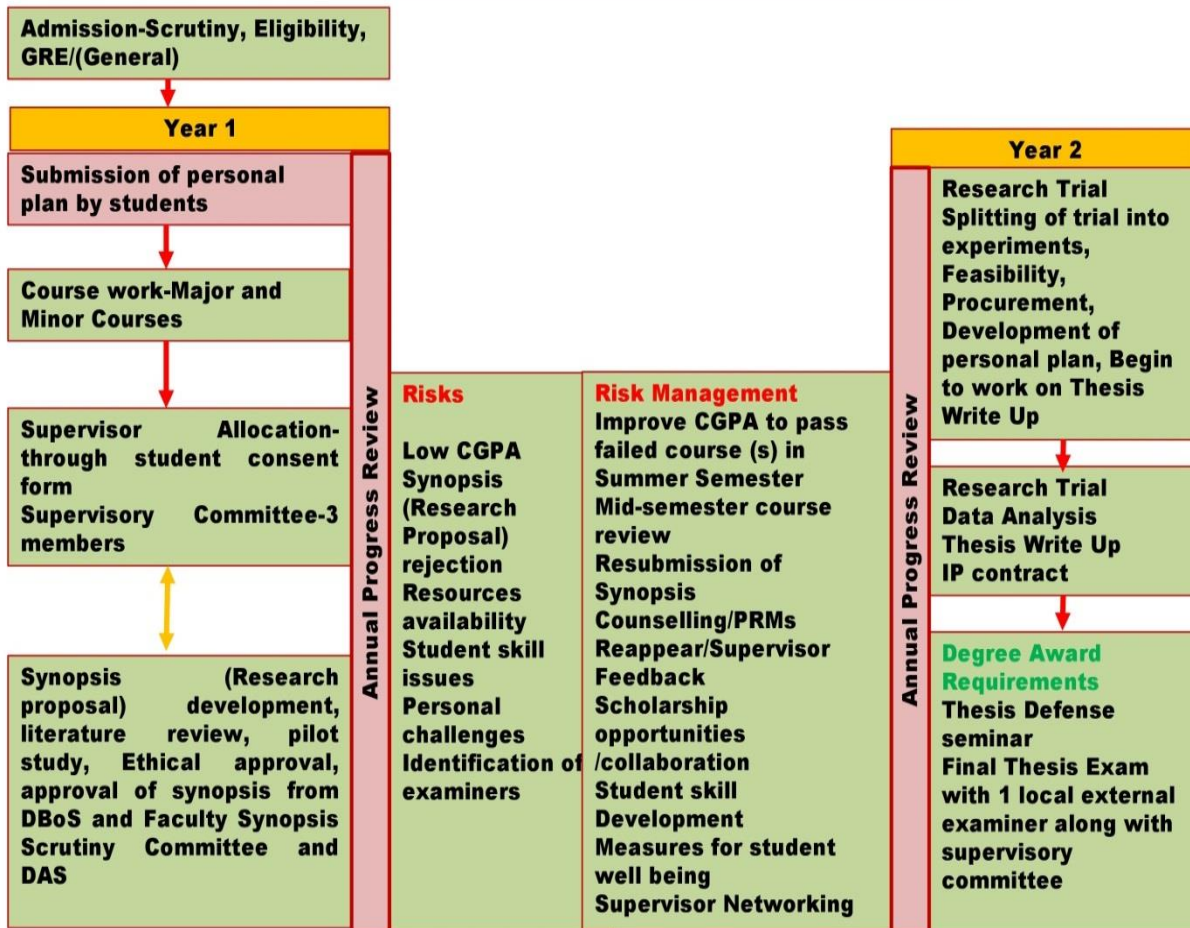 Admission-Scrutiny, Eligibility,
GRE/(General)
Year 1
Submission of personal
plan by students
Course work-Major and
Minor Courses
Supervisor Allocation-
through student consent
form
Supervisory Committee-3
members
Synopsis (Research
proposal) development,
literature review, pilot
study, Ethical approval,
approval of synopsis from
DBoS and Faculty Synopsis
Scrutiny Committee and
DAS
Annual Progress Review
Risks
Low CGPA
Synopsis
(Research
Proposal)
rejection
Resources
availability
Student skill
issues
Personal
challenges
Identification of
examiners
Risk Management
Improve CGPA to pass
failed course (s) in
Summer Semester
Mid-semester course
review
Resubmission of
Synopsis
Counselling/PRMs
Reappear/Supervisor
Feedback
Scholarship
opportunities
/collaboration
Student skill
Development
Measures for student
well being
Supervisor Networking
Annual Progress Review
Year 2
Research Trial
Splitting of trial into
experiments,
Feasibility,
Procurement,
Development of
personal plan, Begin
to work on Thesis
Write Up
Research Trial
Data Analysis
Thesis Write Up
IP contract
Degree Award
Requirements
Thesis Defense
seminar
Final Thesis Exam
with 1 local external
examiner along with
supervisory
committee